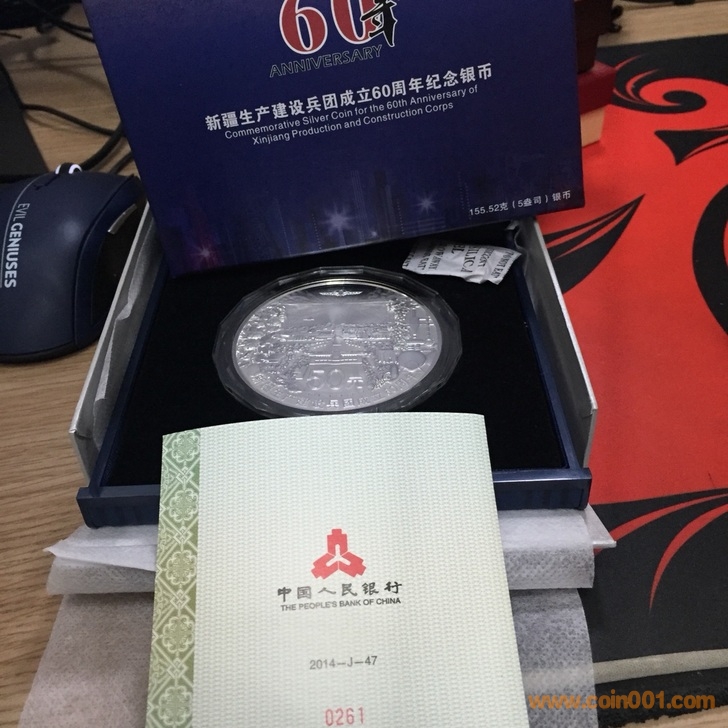 60年
ANNIVERSARY
新疆生产建设兵团成立60周年纪念银币
Commemorative Silver Coin for the 60th Anniversary of
Xinjiang Production and Construction Corps
155.52克（5盎司）银币
EVIL
GENIUSES
50元
中国人民银行
THE PEOPLE'S BANK OF CHINA
2014-J-47
0261
www.coin001.com